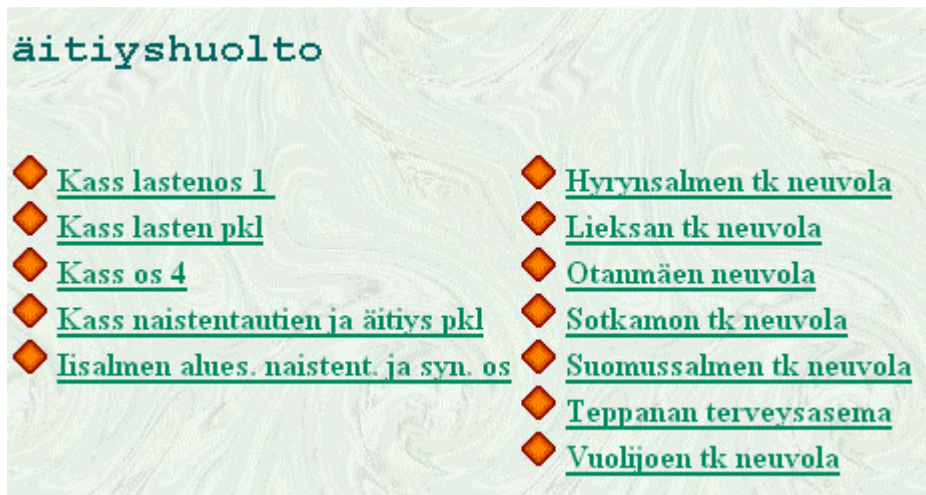 äitiyshuolto
Kass lastenos 1
Kass lasten pkl
Kass os 4
Kass naistentautien ja äitiys pkl
Iisalmen alues. naistent. ja syn. os
Hyrynsalmen tk neuvola
Lieksan tk neuvola
Otanmäen neuvola
Sotkamon tk neuvola
Suomussalmen tk neuvola
Teppanan terveysasema
Vuolijoen tk neuvola